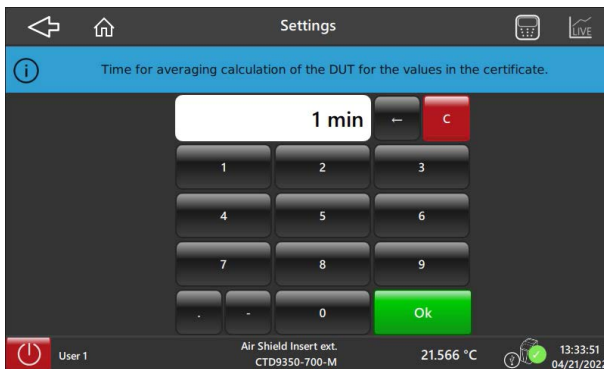 Settings
LIVE
Time for averaging calculation of the DUT for the values in the certificate.
1 min
← C
1 2 3
4 5 6
7 8 9
. - 0 Ok
User 1
Air Shield Insert ext.
CTD9350-700-M
21.566 °C
13:33:51
04/21/2022